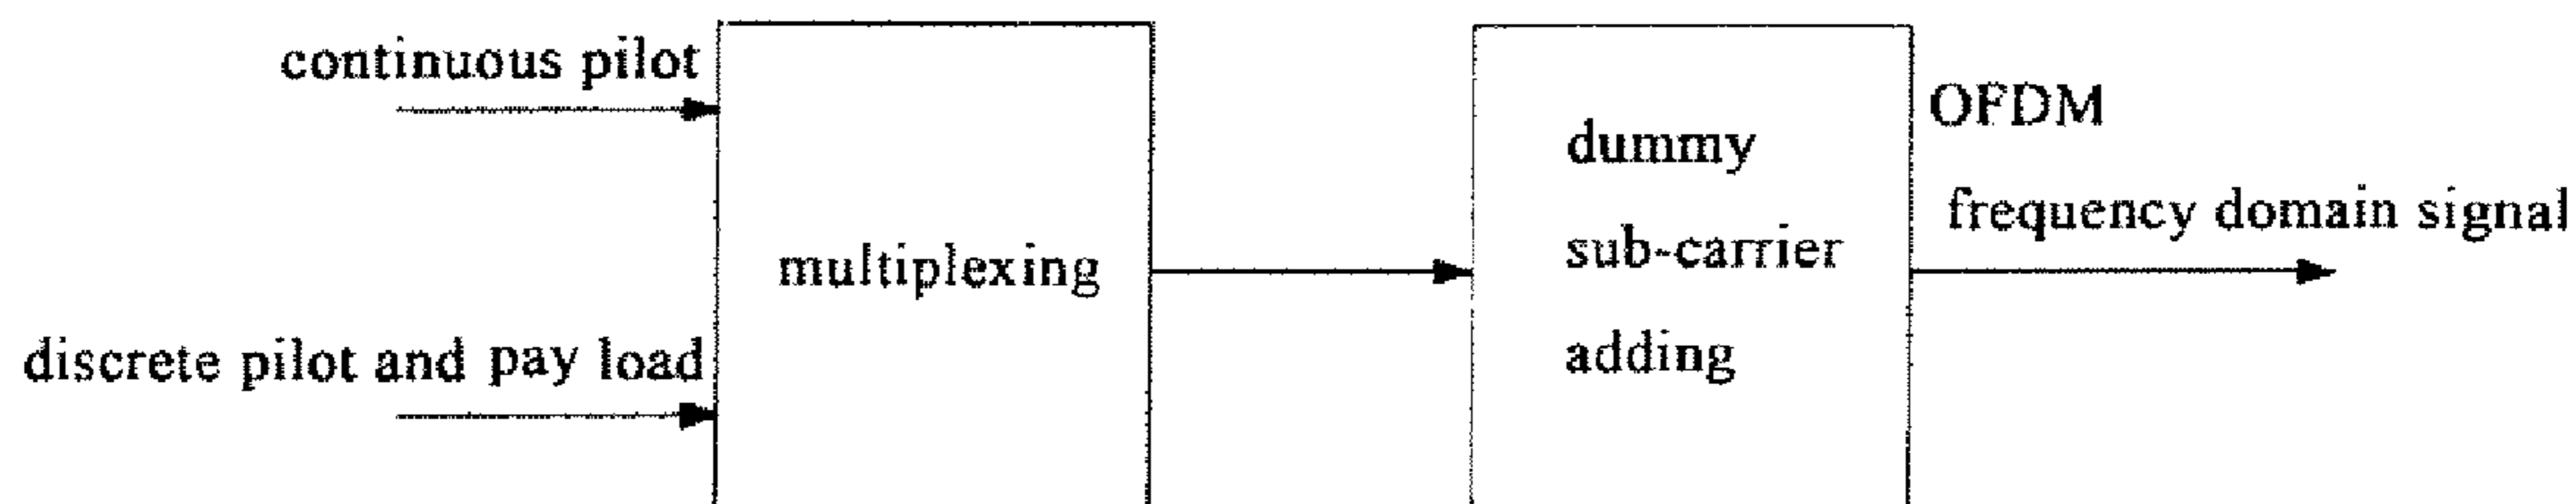 continuous pilot
discrete pilot and pay load
multiplexing
dummy
sub-carrier
adding
OFDM
frequency domain signal